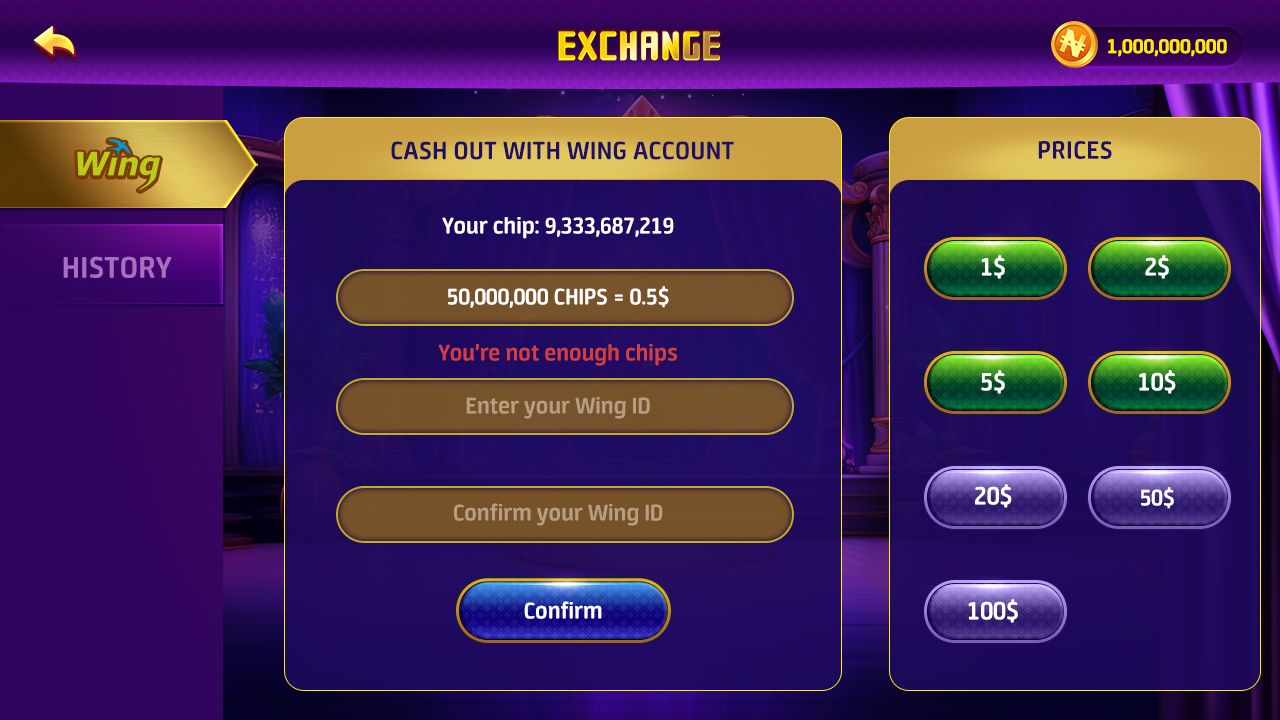 EXCHANGE
1,000,000,000
Wing
HISTORY
CASH OUT WITH WING ACCOUNT
Your chip: 9,333,687,219
50,000,000 CHIPS = 0.5$
You're not enough chips
Enter your Wing ID
Confirm your Wing ID
Confirm
PRICES
1$ 2$
5$ 10$
20$ 50$
100$